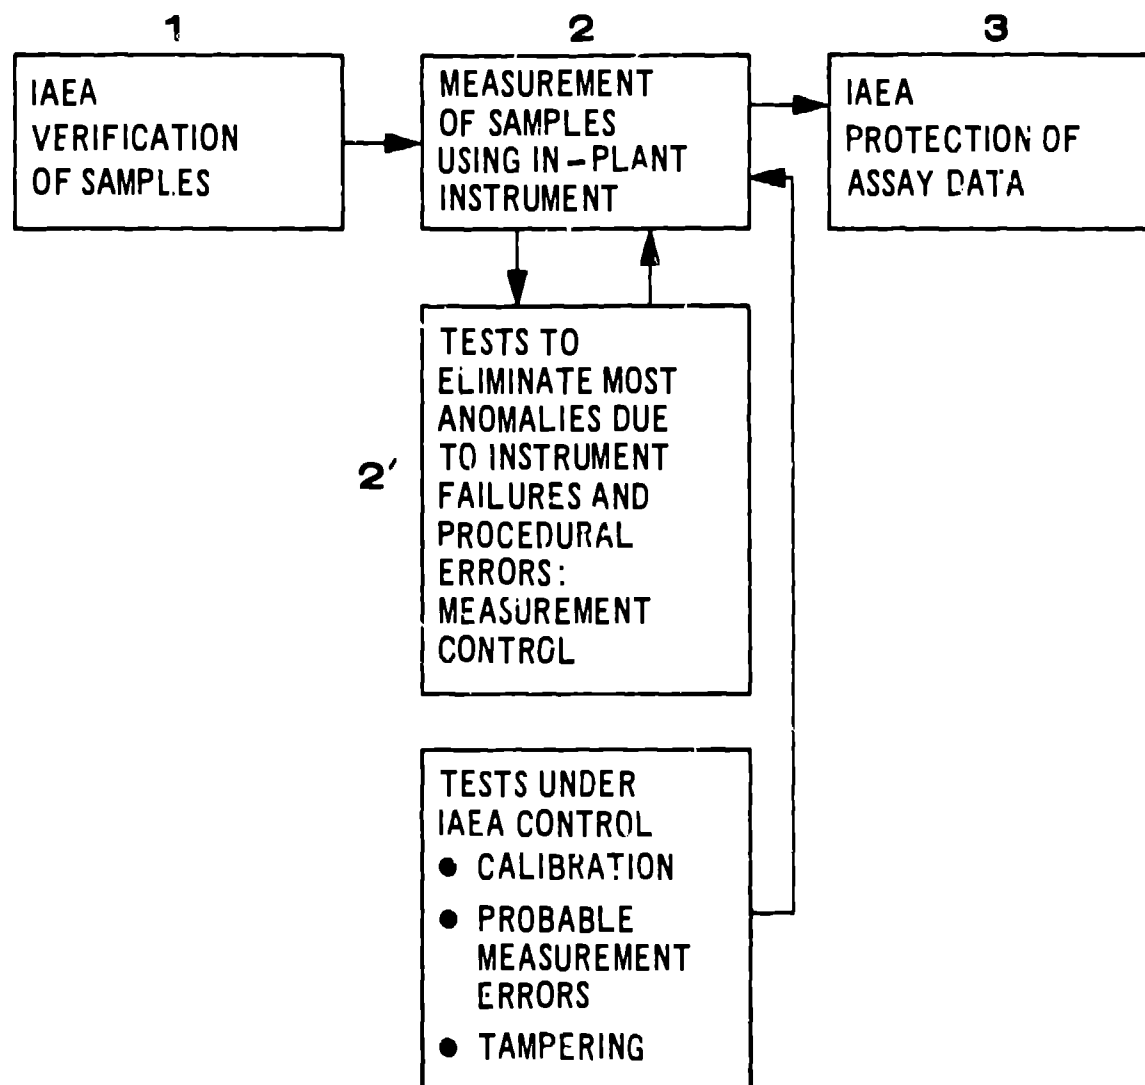 1
IAEA
VERIFICATION
OF SAMPLES
2
MEASUREMENT
OF SAMPLES
USING IN-PLANT
INSTRUMENT
3
IAEA
PROTECTION OF
ASSAY DATA
2'
TESTS TO
ELIMINATE MOST
ANOMALIES DUE
TO INSTRUMENT
FAILURES AND
PROCEDURAL
ERRORS:
MEASUREMENT
CONTROL
TESTS UNDER
IAEA CONTROL
● CALIBRATION
● PROBABLE
MEASUREMENT
ERRORS
● TAMPERING